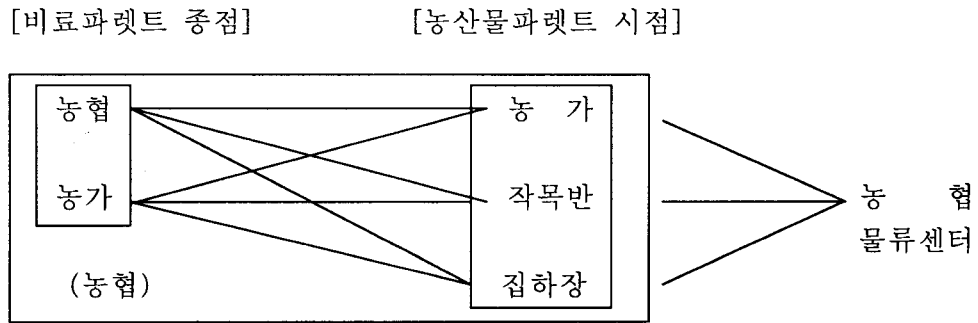 [비료파렛트 종점] [농산물파렛트 시점]
농협 농 가
농가 작목반 농 협
물류센터
(농협) 집하장